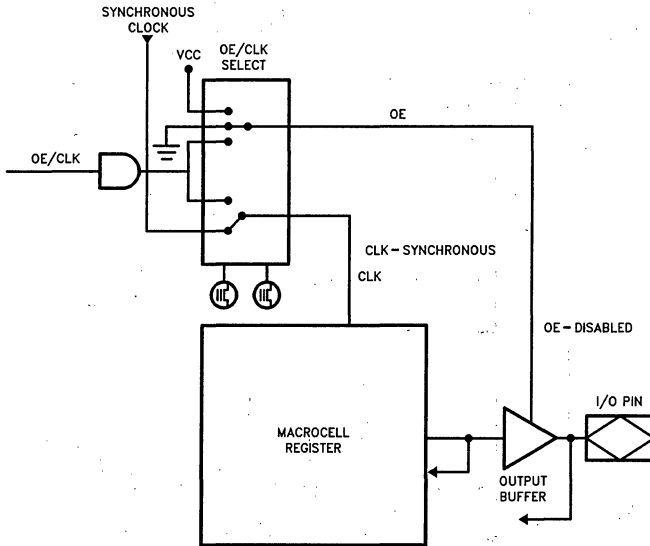 SYNCHRONOUS
CLOCK
VCC
OE/CLK
SELECT
OE
OE/CLK
CLK-SYNCHRONOUS
CLK
OE-DISABLED
I/O PIN
MACROCELL
REGISTER
OUTPUT
BUFFER